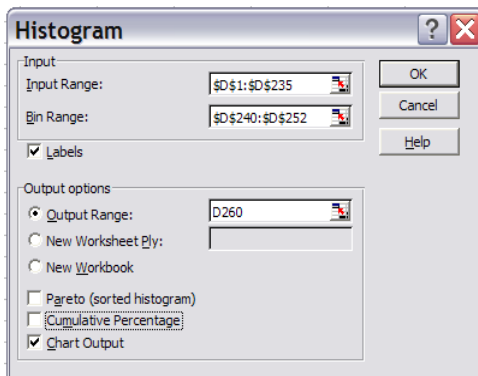 Histogram
Input
Input Range: $D$1:$D$235
Bin Range: $D$240:$D$252
Labels
OK
Cancel
Help
Output options
Output Range: D260
New Worksheet Ply:
New Workbook
Pareto (sorted histogram)
Cumulative Percentage
Chart Output